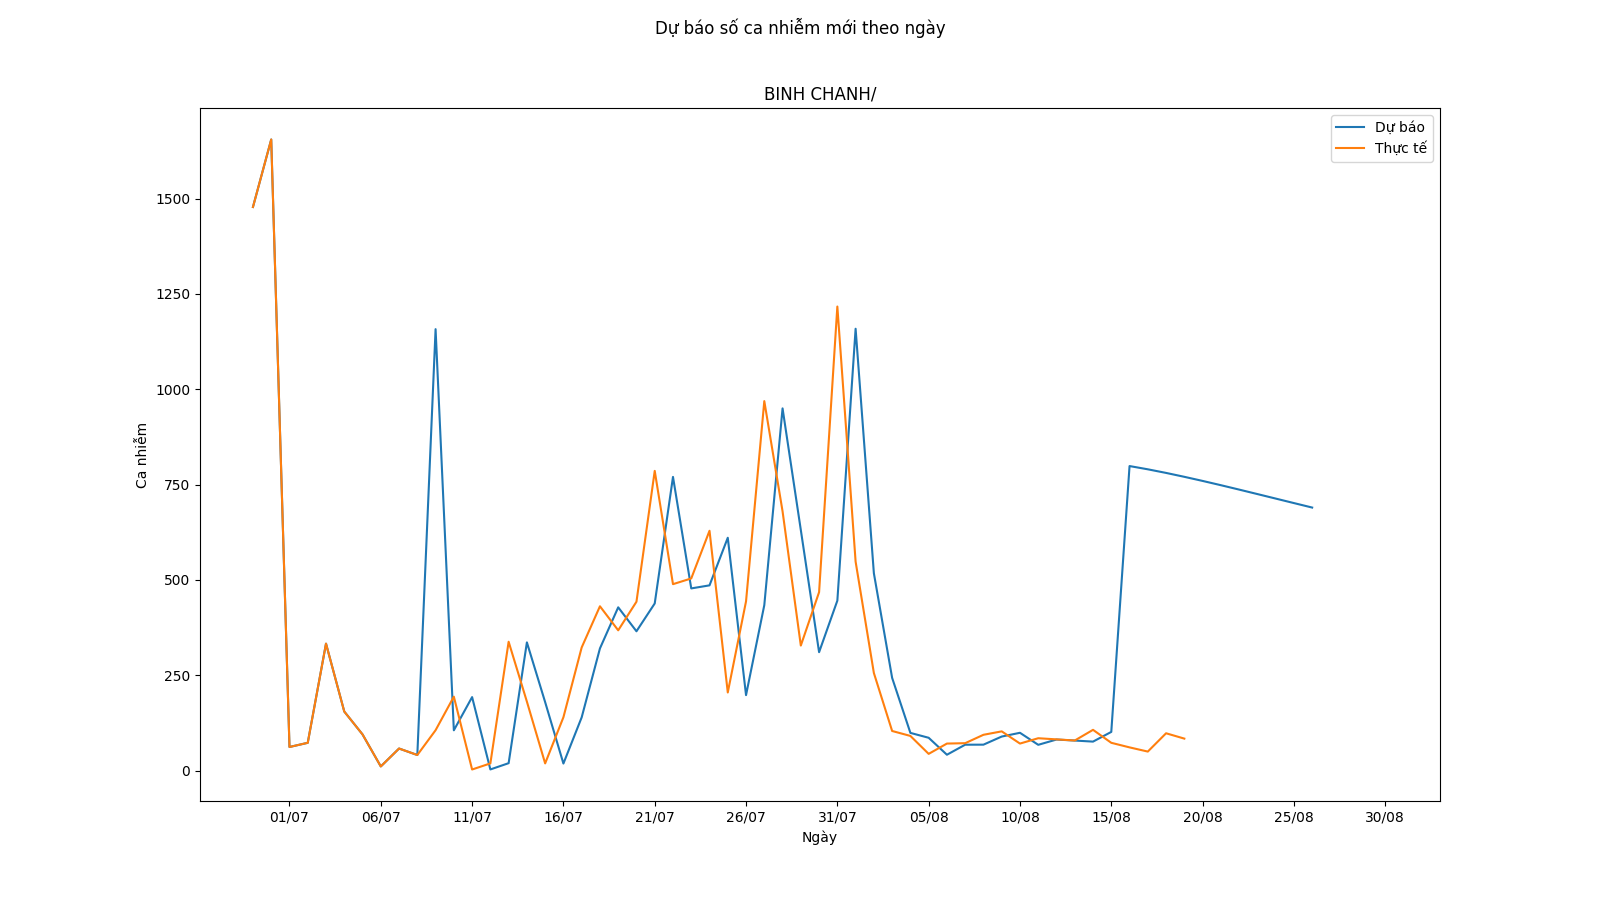 Dự báo số ca nhiễm mới theo ngày
BINH CHANH/
Dự báo
Thực tế
1500
1250
1000
750
500
250
0
Ca nhiễm
01/07 06/07 11/07 16/07 21/07 26/07 31/07 05/08 10/08 15/08 20/08 25/08 30/08
Ngày